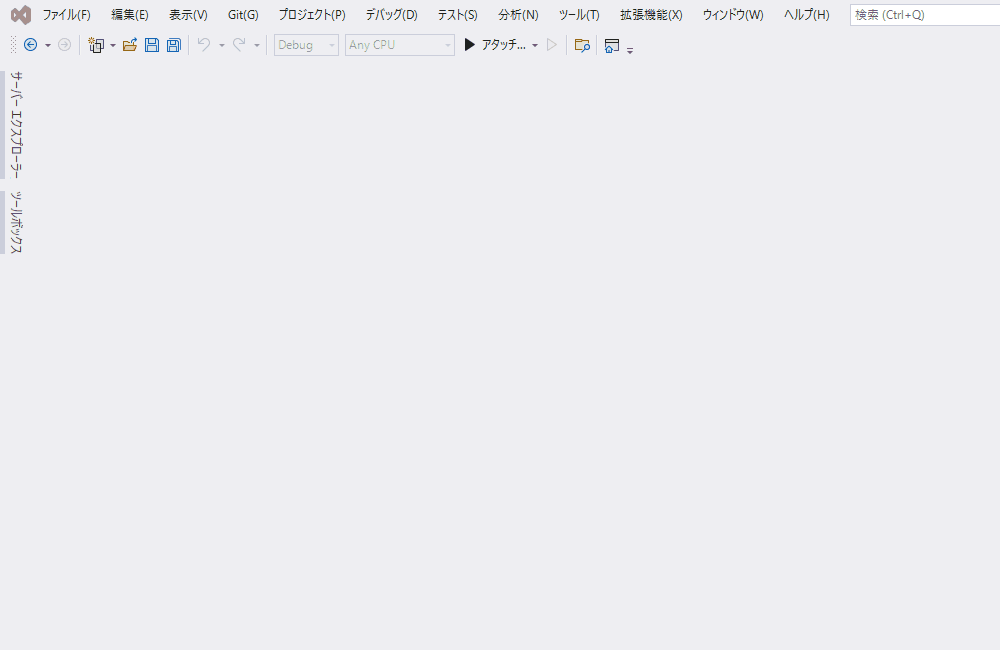 ファイル(F) 編集(E) 表示(V) Git(G) プロジェクト(P) デバッグ(D) テスト(S) 分析(N) ツール(T) 拡張機能(X) ウィンドウ(W) ヘルプ(H) 検索 (Ctrl+Q)
Debug Any CPU アタッチ...
サーバー エクスプローラー
ツールボックス